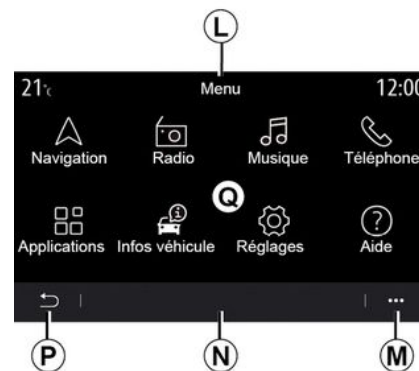 L
21°c Menu 12:00
Navigation Radio Musique Téléphone
Q
Applications Infos véhicule Réglages Aide
P N M